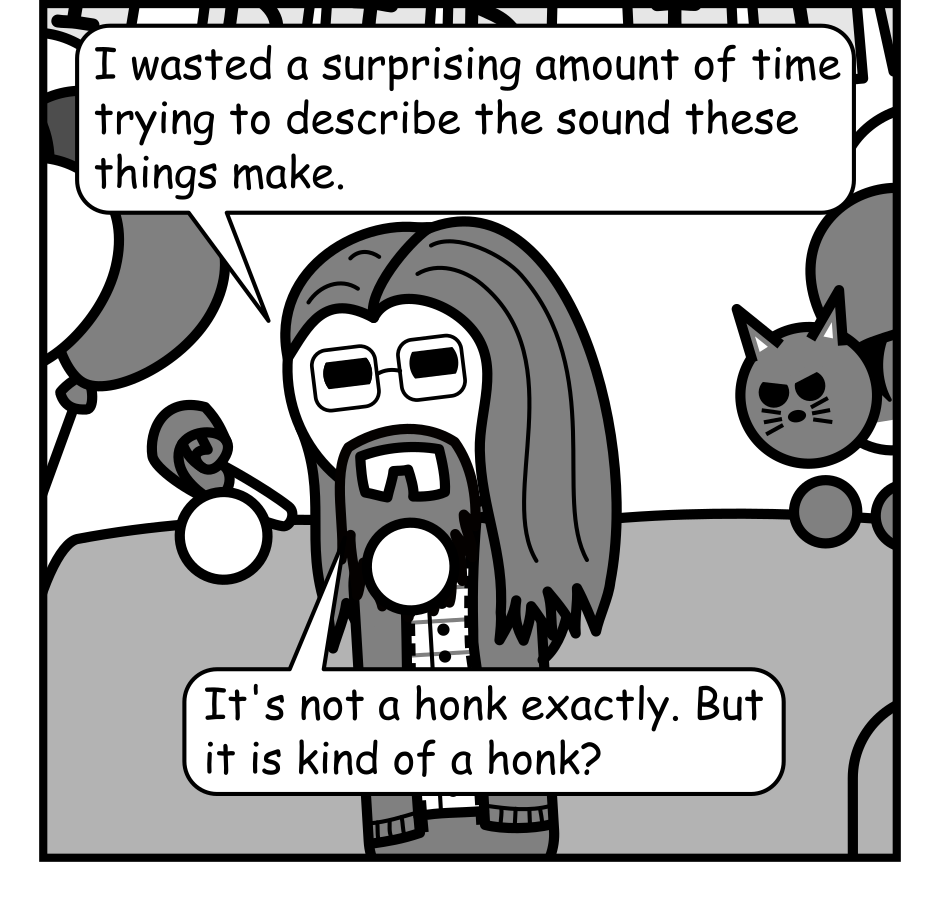 I wasted a surprising amount of time
trying to describe the sound these
things make.
It's not a honk exactly. But
it is kind of a honk?